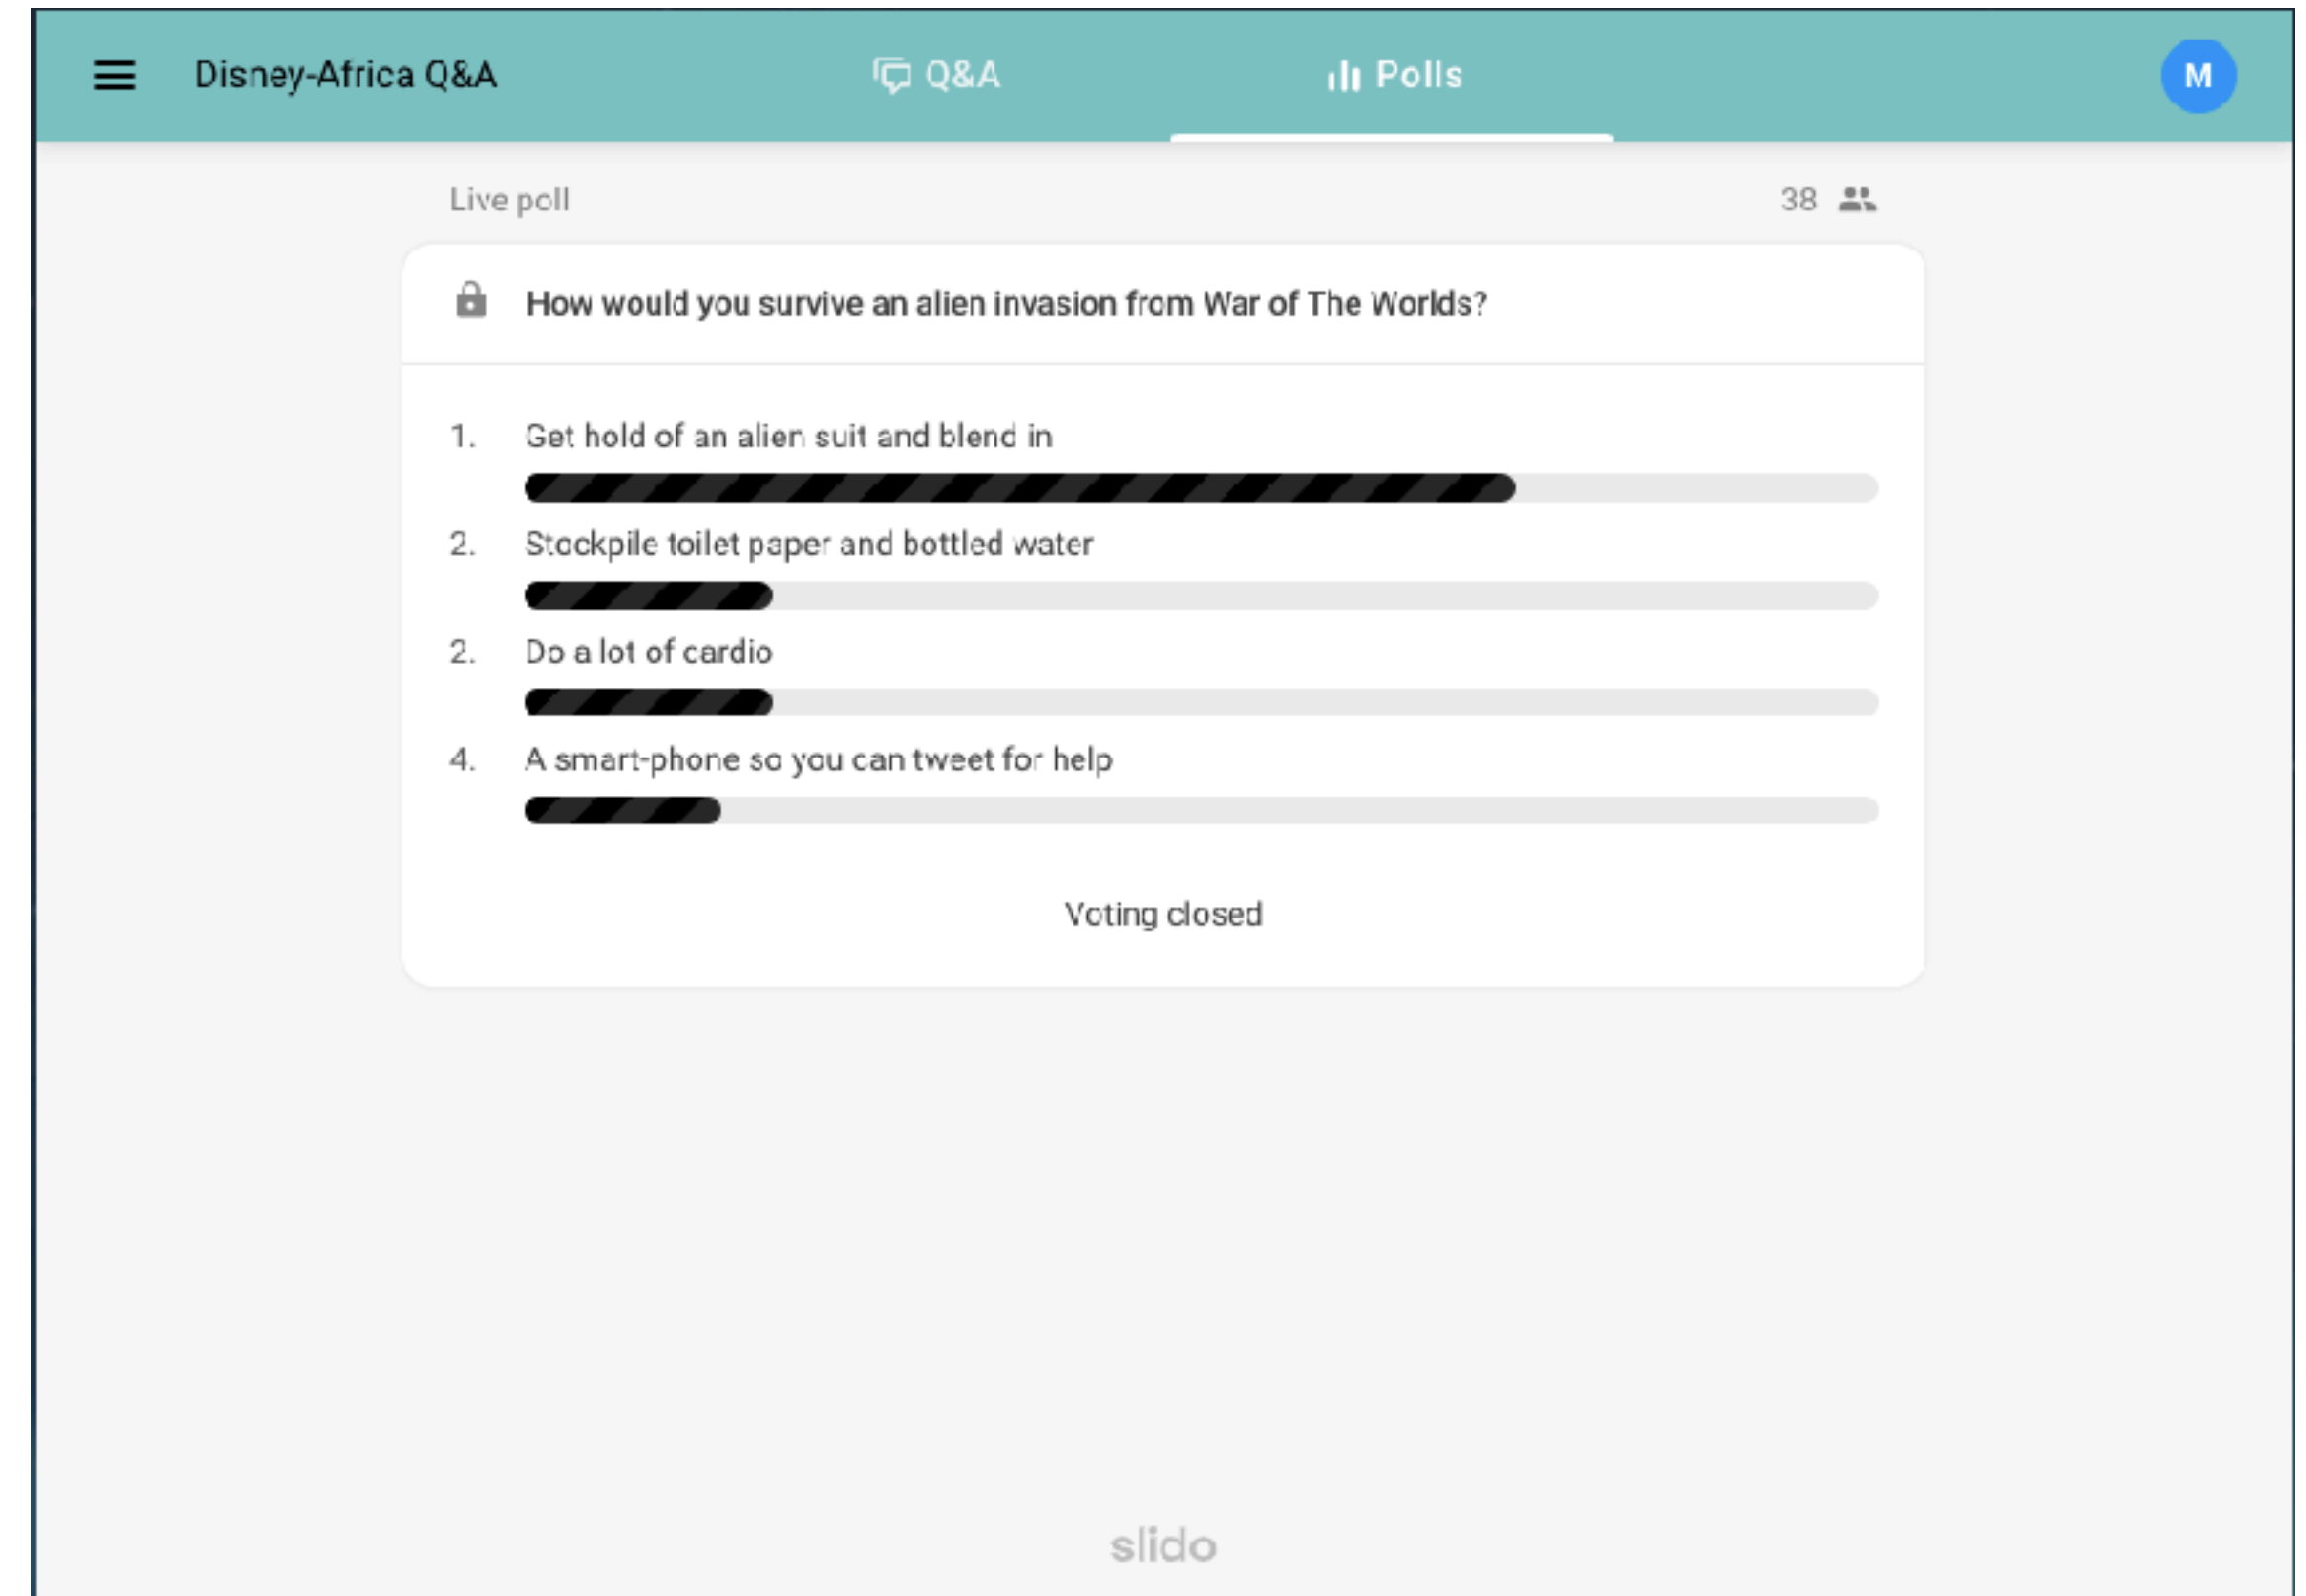 Disney-Africa Q&A
Q&A
Polls
M
Live poll
38
How would you survive an alien invasion from War of The Worlds?
1. Get hold of an alien suit and blend in
2. Stockpile toilet paper and bottled water
2. Do a lot of cardio
4. A smart-phone so you can tweet for help
Voting closed
slido